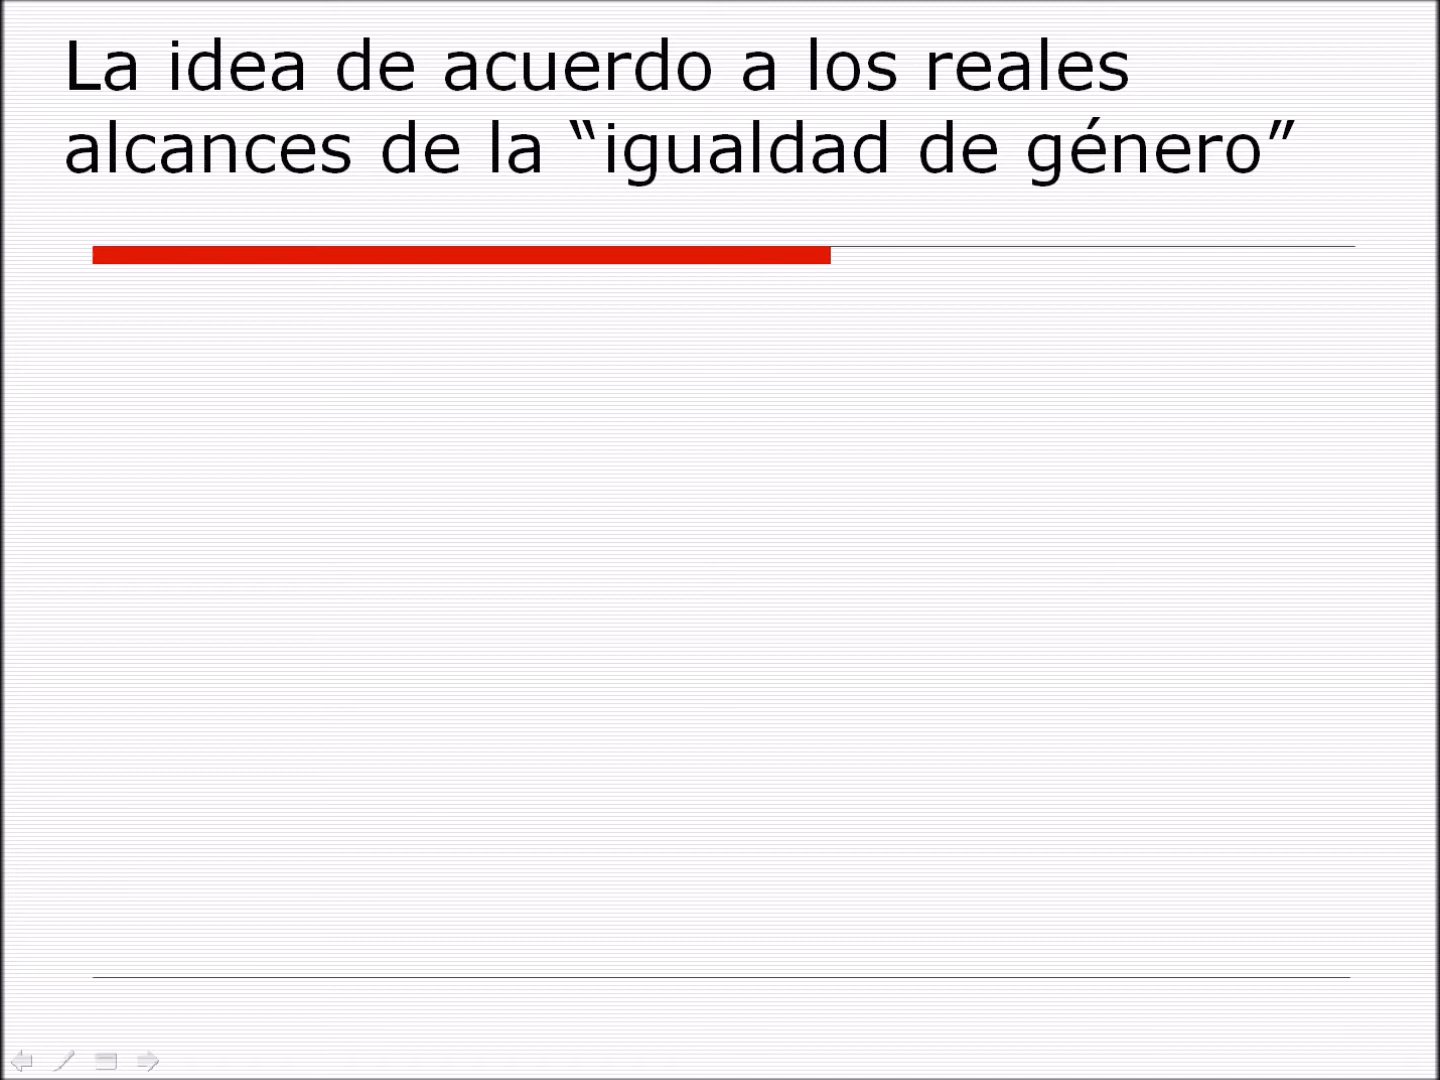 La idea de acuerdo a los reales
alcances de la “igualdad de género”